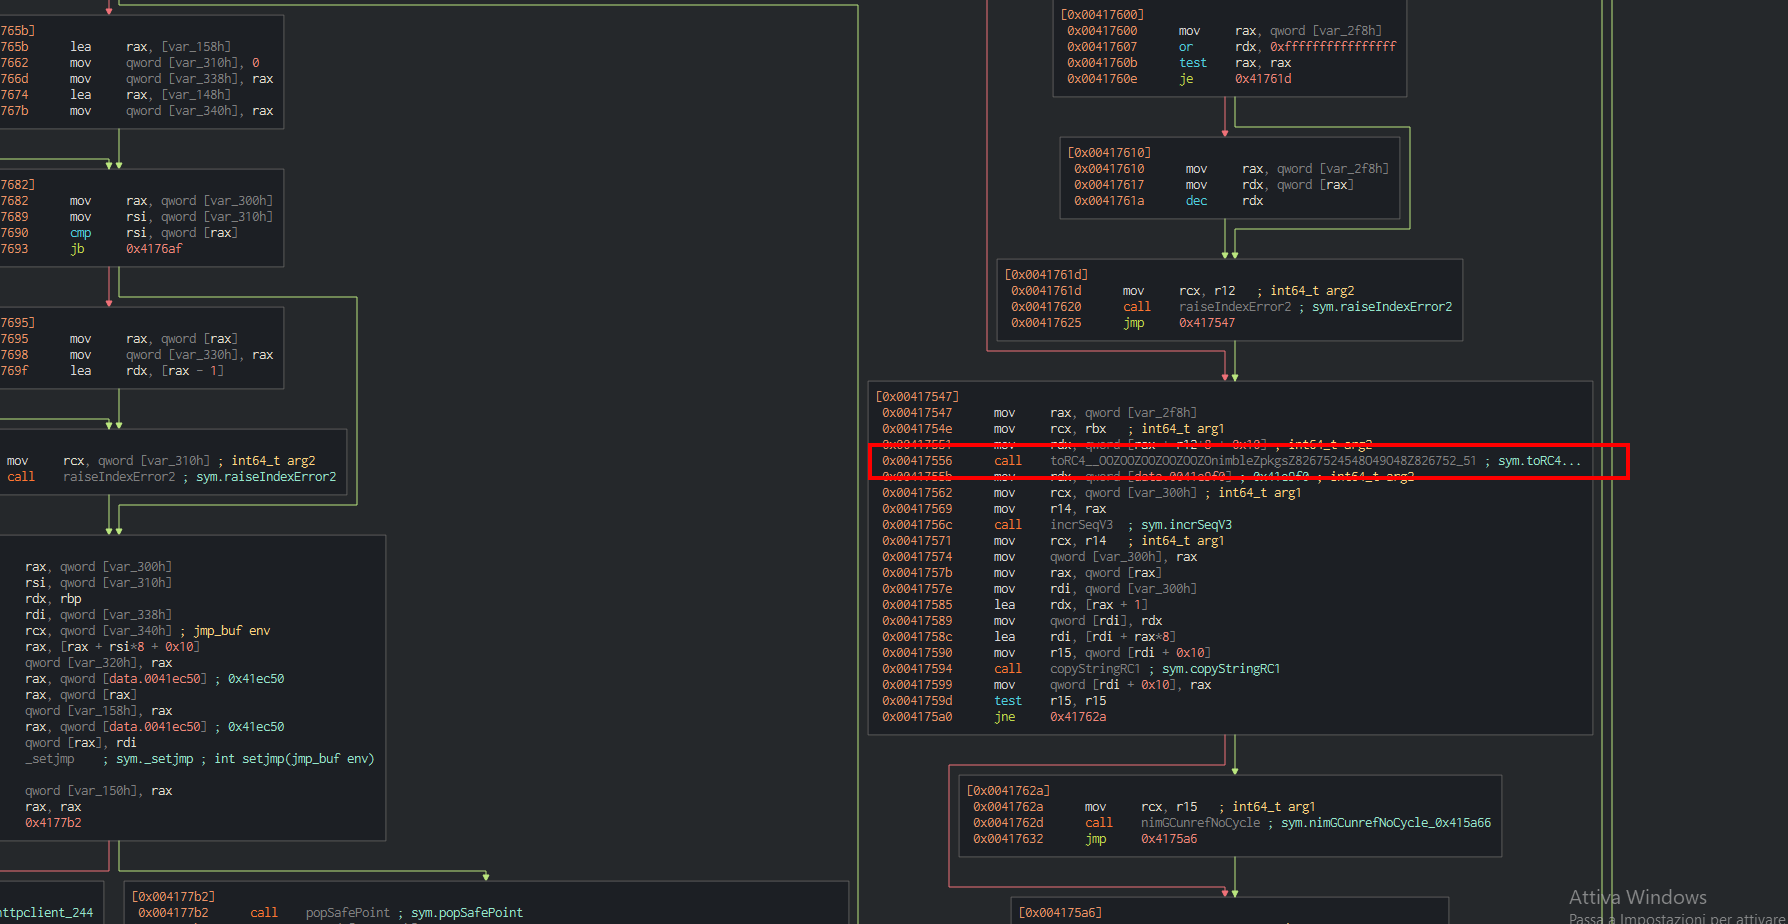 765b]
765b lea rax, [var_158h]
7662 mov qword [var_310h], 0
766d mov qword [var_338h], rax
7674 lea rax, [var_148h]
767b mov qword [var_340h], rax
7682]
7682 mov rax, qword [var_300h]
7689 mov rsi, qword [var_310h]
7690 cmp rsi, qword [rax]
7693 jb 0x4176af
7695]
7695 mov rax, qword [rax]
7698 mov qword [var_330h], rax
769f lea rdx, [rax - 1]
mov rcx, qword [var_310h] ; int64_t arg2
call raiseIndexError2 ; sym.raiseIndexError2
rax, qword [var_300h]
rsi, qword [var_310h]
rdx, rbp
rdi, qword [var_338h]
rcx, qword [var_340h] ; jmp_buf env
rax, [rax + rsi*8 + 0x10]
qword [var_320h], rax
rax, qword [data.0041ec50] ; 0x41ec50
rax, qword [rax]
qword [var_158h], rax
rax, qword [data.0041ec50] ; 0x41ec50
qword [rax], rdi
_setjmp ; sym._setjmp ; int setjmp(jmp_buf env)
qword [var_150h], rax
rax, rax
0x4177b2
httpclient_244
[0x004177b2]
0x004177b2 call popSafePoint ; sym.popSafePoint
[0x00417600]
0x00417600 mov rax, qword [var_2f8h]
0x00417607 or rdx, 0xffffffffffffffff
0x0041760b test rax, rax
0x0041760e je 0x41761d
[0x00417610]
0x00417610 mov rax, qword [var_2f8h]
0x00417617 mov rdx, qword [rax]
0x0041761a dec rdx
[0x0041761d]
0x0041761d mov rcx, r12 ; int64_t arg2
0x00417620 call raiseIndexError2 ; sym.raiseIndexError2
0x00417625 jmp 0x417547
[0x00417547]
0x00417547 mov rax, qword [var_2f8h]
0x0041754e mov rcx, rbx ; int64_t arg1
0x00417551 mov rdx, qword [rax + r12*8 + 0x10] ; int64_t arg2
0x00417556 call toRC4__OOZOOZOOZOOZOOZOnimbleZpkgsZ8267524548O49O48Z826752_51 ; sym.toRC4...
0x0041755b mov rdx, qword [data.0041e9f0] ; 0x41e9f0 ; int64_t arg2
0x00417562 mov rcx, qword [var_300h] ; int64_t arg1
0x00417569 mov r14, rax
0x0041756c call incrSeqV3 ; sym.incrSeqV3
0x00417571 mov rcx, r14 ; int64_t arg1
0x00417574 mov qword [var_300h], rax
0x0041757b mov rax, qword [rax]
0x0041757e mov rdi, qword [var_300h]
0x00417585 lea rdx, [rax + 1]
0x00417589 mov qword [rdi], rdx
0x0041758c lea rdi, [rdi + rax*8]
0x00417590 mov r15, qword [rdi + 0x10]
0x00417594 call copyStringRC1 ; sym.copyStringRC1
0x00417599 mov qword [rdi + 0x10], rax
0x0041759d test r15, r15
0x004175a0 jne 0x41762a
[0x0041762a]
0x0041762a mov rcx, r15 ; int64_t arg1
0x0041762d call nimGCunrefNoCycle ; sym.nimGCunrefNoCycle_0x415a66
0x00417632 jmp 0x4175a6
[0x004175a6]
Attiva Windows
Passa a Impostazioni per attivare